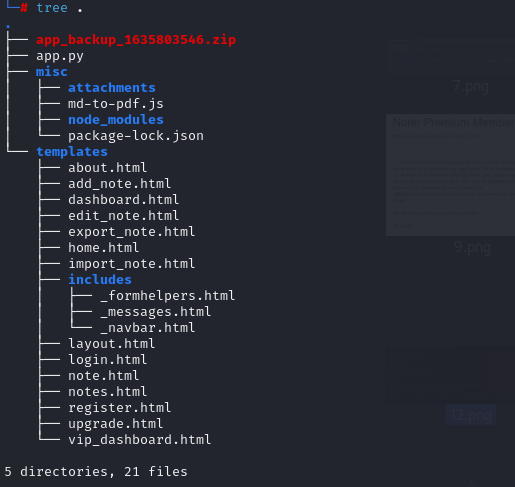 └─# tree .
.
├── app_backup_1635803546.zip
├── app.py
├── misc
│   ├── attachments
│   ├── md-to-pdf.js
│   ├── node_modules
│   └── package-lock.json
└── templates
    ├── about.html
    ├── add_note.html
    ├── dashboard.html
    ├── edit_note.html
    ├── export_note.html
    ├── home.html
    ├── import_note.html
    ├── includes
    │   ├── _formhelpers.html
    │   ├── _messages.html
    │   └── _navbar.html
    ├── layout.html
    ├── login.html
    ├── note.html
    ├── notes.html
    ├── register.html
    ├── upgrade.html
    └── vip_dashboard.html

5 directories, 21 files
7.png
Premium
9.png